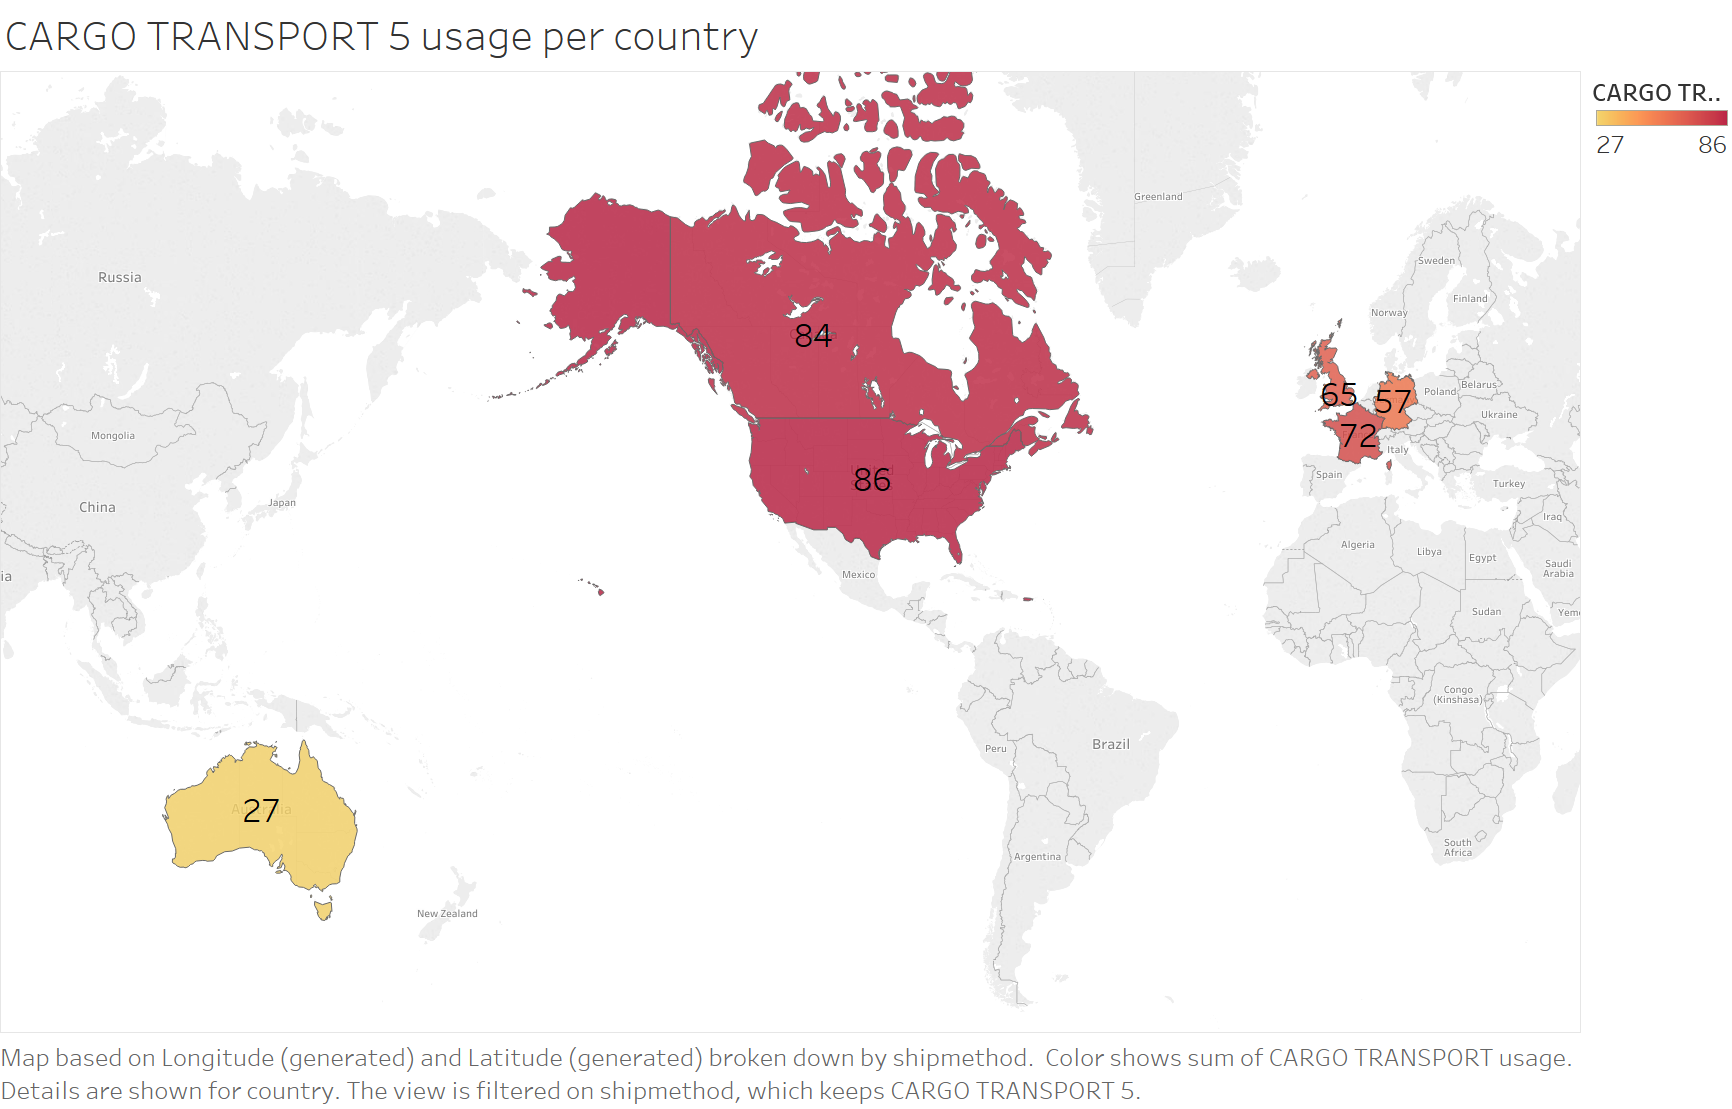 CARGO TRANSPORT 5 usage per country
CARGO TR..
27 86
Greenland
Russia
Sweden
Finland
Norway
84
65
57
Poland
Belarus
Ukraine
Mongolia
72
Italy
86
Spain
Turkey
China
Japan
Iraq
Algeria
Libya
Egypt
Saudi
Arabia
ia
Mexico
Sudan
Yeme
Congo
(Kinshasa)
Peru
Brazil
Australia
27
South
Africa
Argentina
New Zealand
Map based on Longitude (generated) and Latitude (generated) broken down by shipmethod.  Color shows sum of CARGO TRANSPORT usage.
Details are shown for country. The view is filtered on shipmethod, which keeps CARGO TRANSPORT 5.